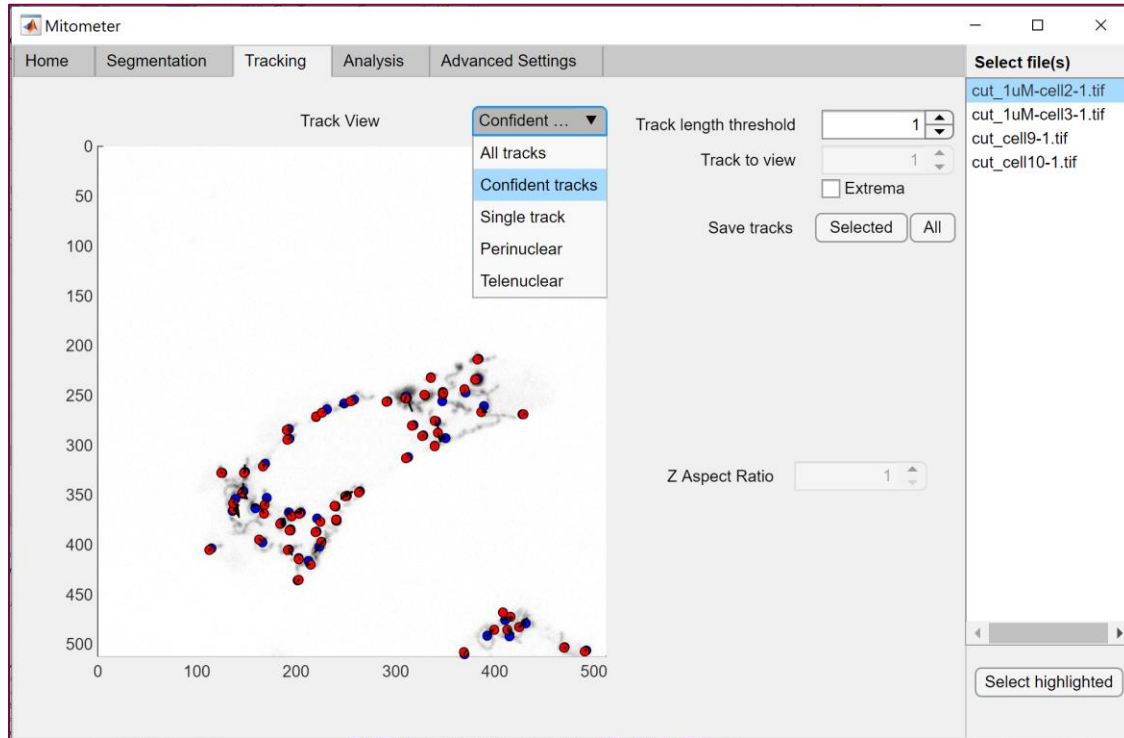 Mitometer
Home Segmentation Tracking Analysis Advanced Settings
Select file(s)
cut_1uM-cell2-1.tif
cut_1uM-cell3-1.tif
cut_cell9-1.tif
cut_cell10-1.tif
Track View Confident ... ▼
All tracks
Confident tracks
Single track
Perinuclear
Telenuclear
Track length threshold 1
Track to view 1
Extrema
Save tracks Selected All
Z Aspect Ratio 1
0
50
100
150
200
250
300
350
400
450
500
0 100 200 300 400 500
Select highlighted